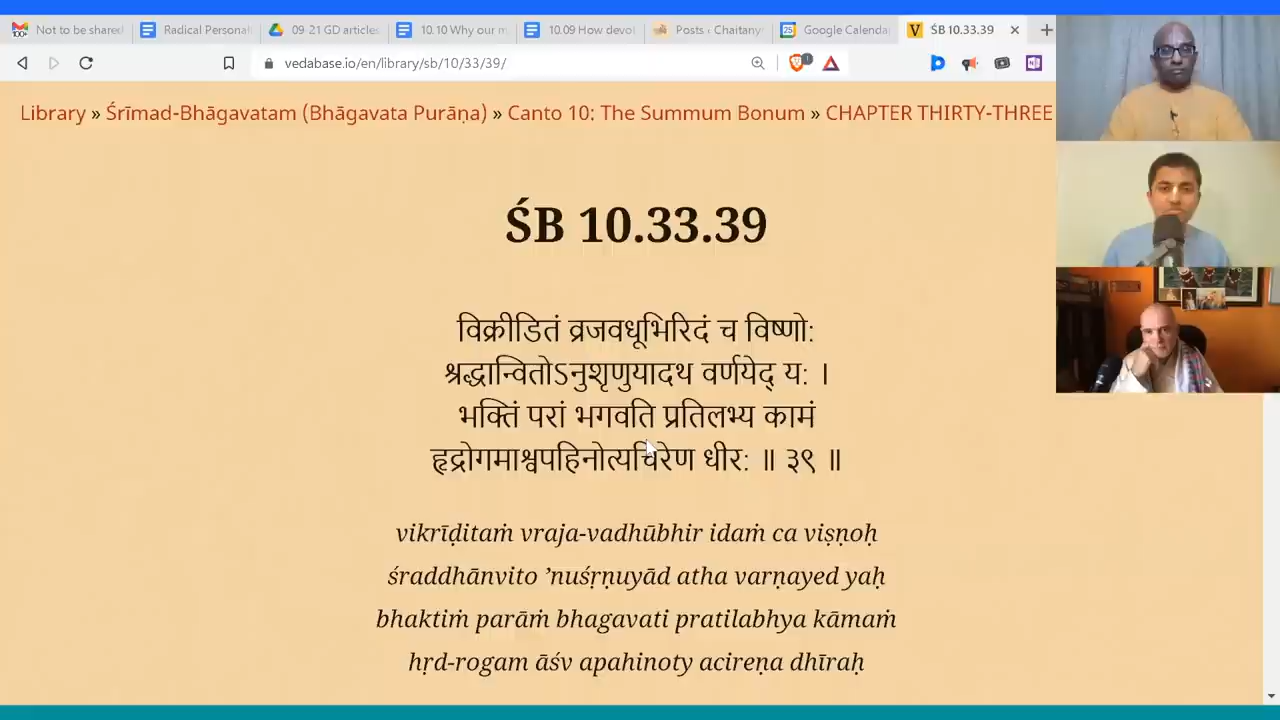 Not to be shared
Radical Personal
09-21 GD articles
10.10 Why our m
10.09 How devot
Posts ‹ Chaitany
Google Calenda
ŚB 10.33.39
vedabase.io/en/library/sb/10/33/39/
Library » Śrīmad-Bhāgavatam (Bhāgavata Purāṇa) » Canto 10: The Summum Bonum » CHAPTER THIRTY-THREE
ŚB 10.33.39
विक्रीडितं व्रजवधूभिरिदं च विष्णो:
श्रद्धान्वितोऽनुश‍ृणुयादथ वर्णयेद् य: ।
भक्तिं परां भगवति प्रतिलभ्य कामं
हृद्रोगमाश्वपहिनोत्यचिरेण धीर: ॥ ३९ ॥
vikrīḍitaṁ vraja-vadhūbhir idaṁ ca viṣṇoḥ
śraddhānvito ’nuśṛṇuyād atha varṇayed yaḥ
bhaktiṁ parāṁ bhagavati pratilabhya kāmaṁ
hṛd-rogam āśv apahinoty acireṇa dhīraḥ